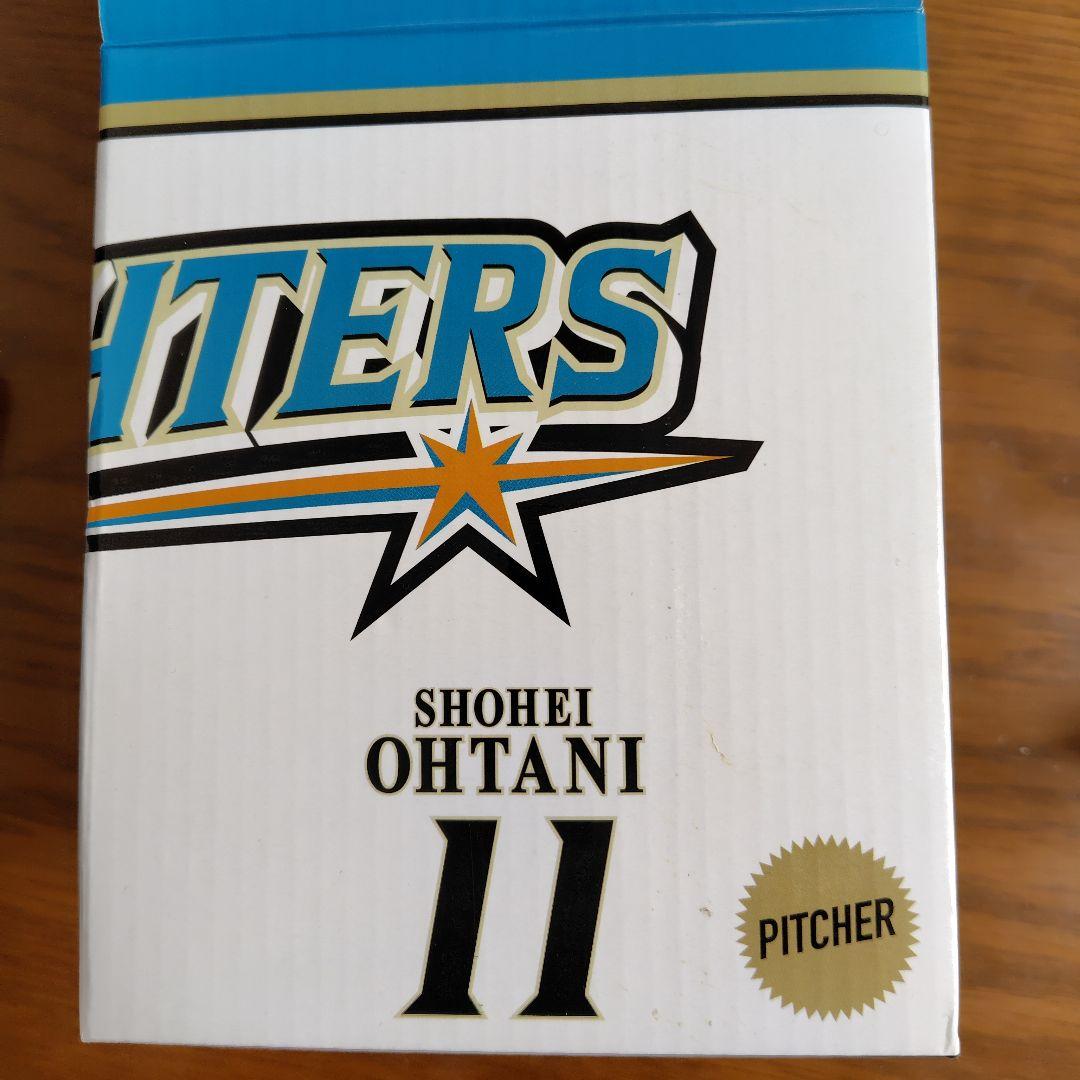 HTERS
SHOHEI
OHTANI
11
PITCHER